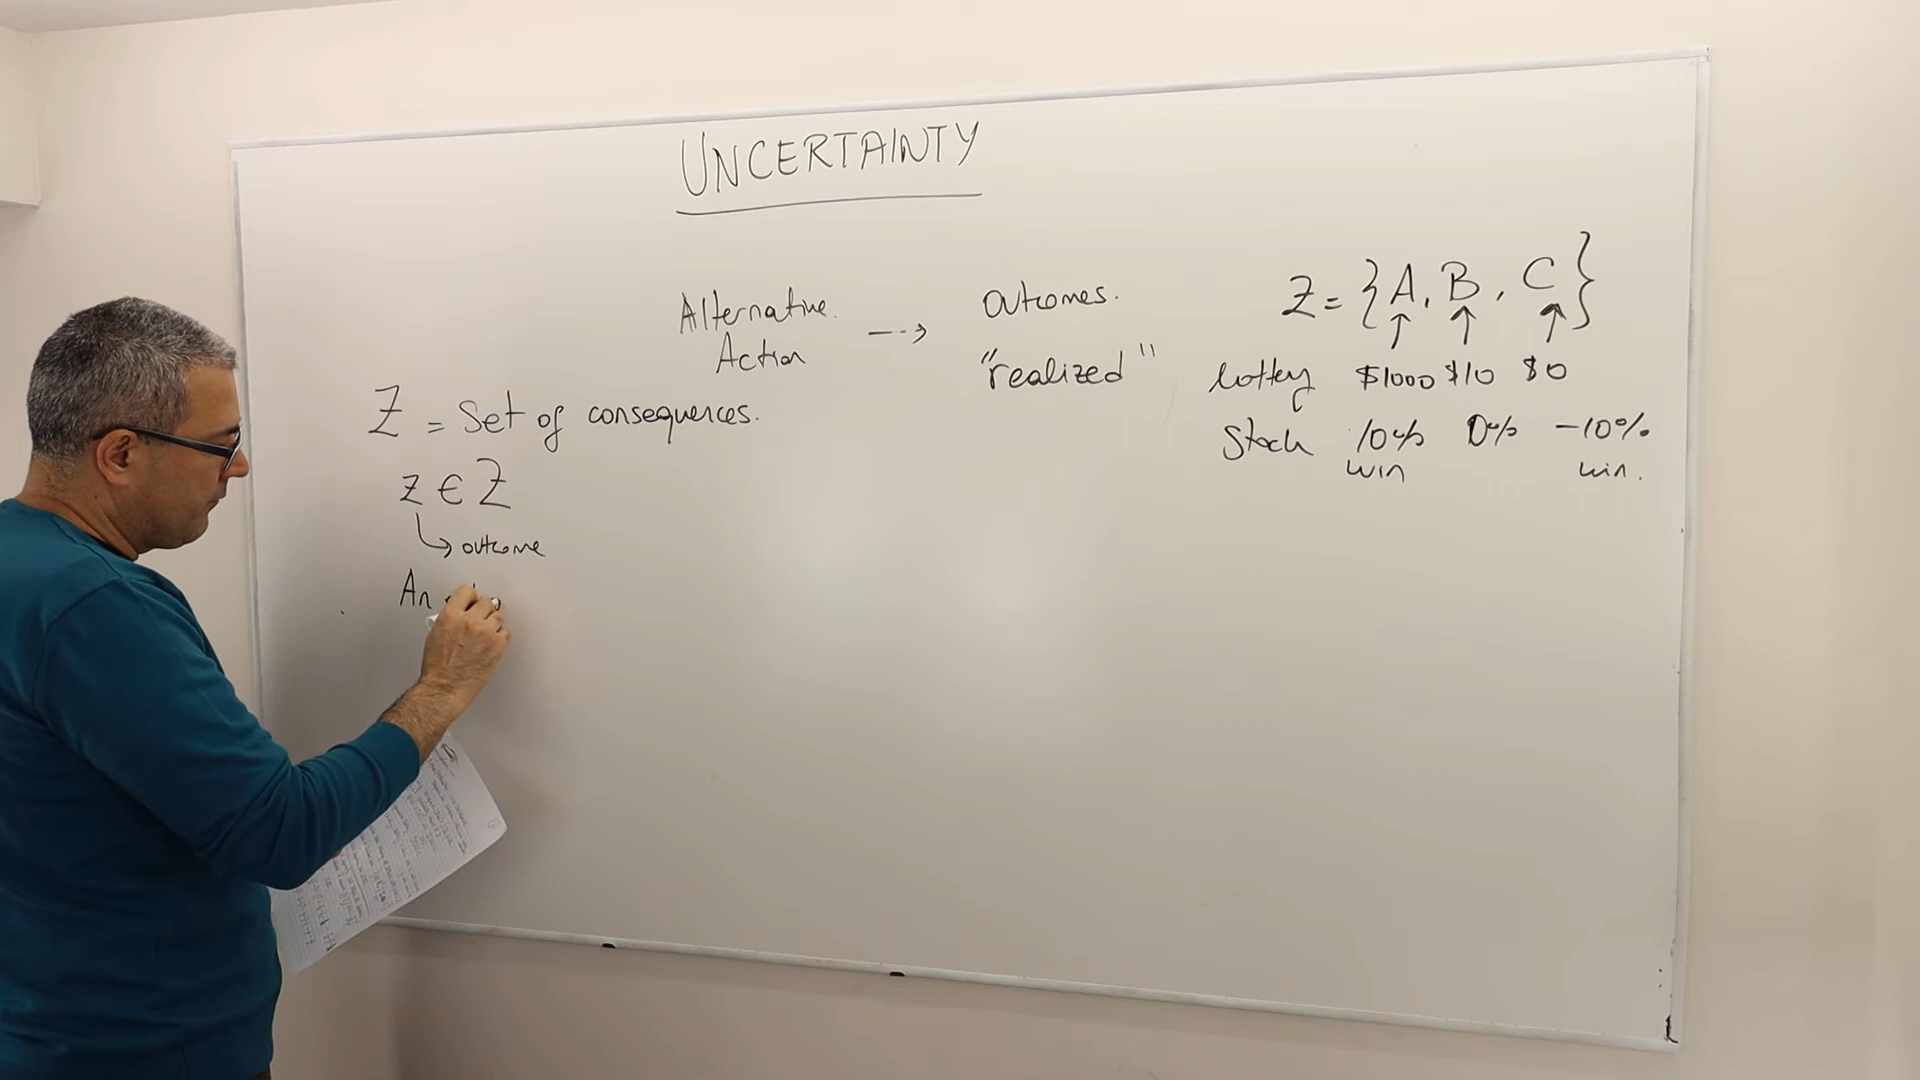 UNCERTAINTY
Alternative Action --→ Outcomes. "realized"
Z = Set of consequences.
z ∈ Z
↳ outcome
An
Z = {A, B, C}
↑ ↑ ↑
lottery $1000 $10 $0
Stock 10% 0% -10%
win win.